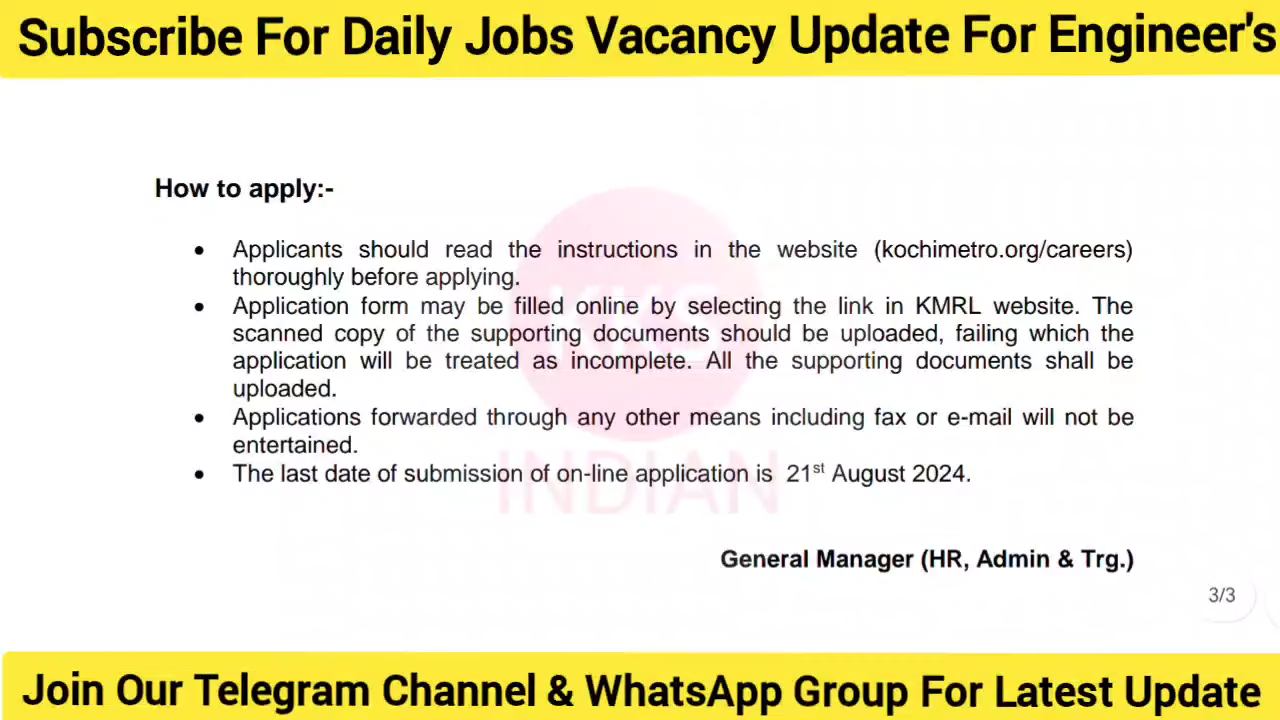 Subscribe For Daily Jobs Vacancy Update For Engineer's
How to apply:-
• Applicants should read the instructions in the website (kochimetro.org/careers)
thoroughly before applying.
• Application form may be filled online by selecting the link in KMRL website. The
scanned copy of the supporting documents should be uploaded, failing which the
application will be treated as incomplete. All the supporting documents shall be
uploaded.
• Applications forwarded through any other means including fax or e-mail will not be
entertained.
• The last date of submission of on-line application is 21st August 2024.
INDIAN
General Manager (HR, Admin & Trg.)
3/3
Join Our Telegram Channel & WhatsApp Group For Latest Update